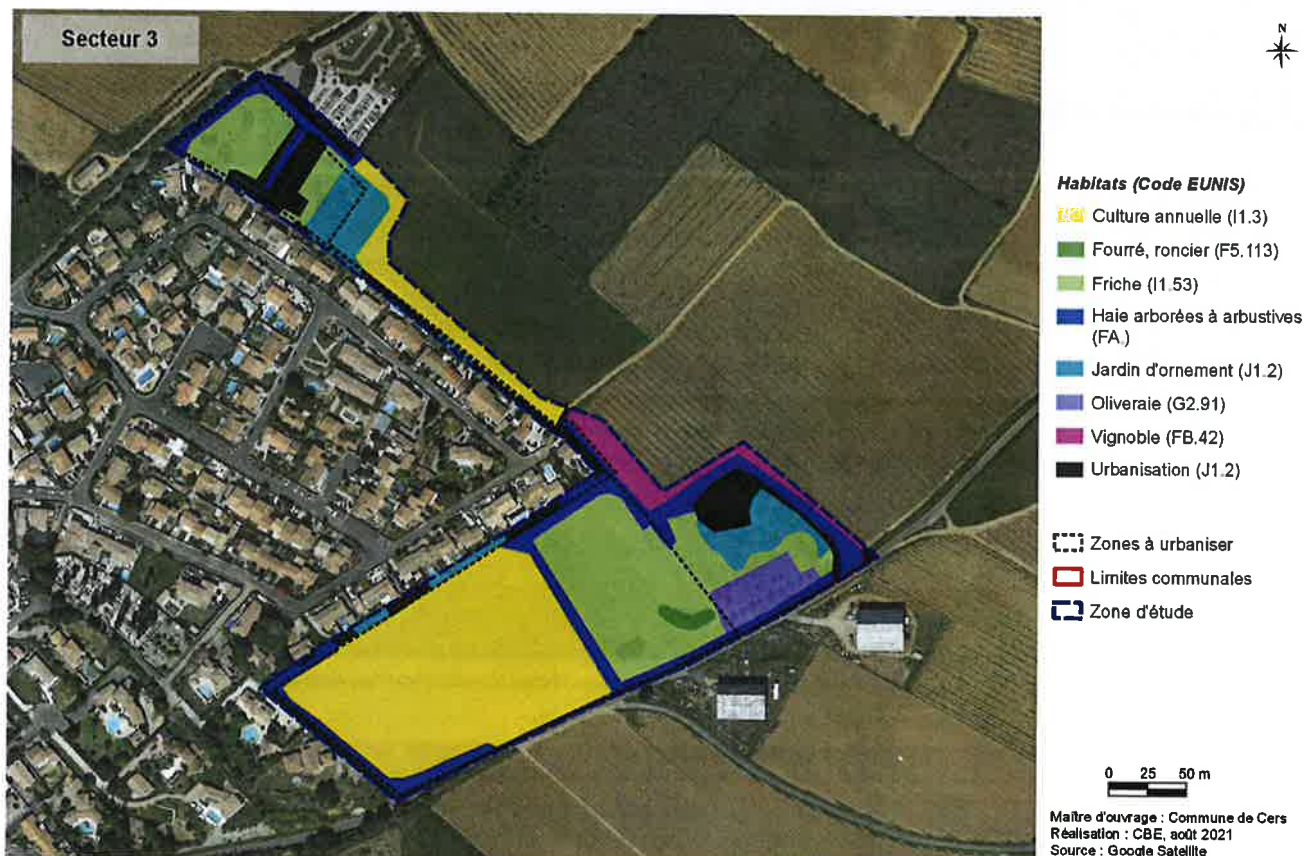 Secteur 3
N
Habitats (Code EUNIS)
Culture annuelle (I1.3)
Fourré, roncier (F5.113)
Friche (I1.53)
Haie arborées à arbustives
(FA.)
Jardin d'ornement (J1.2)
Oliveraie (G2.91)
Vignoble (FB.42)
Urbanisation (J1.2)
Zones à urbaniser
Limites communales
Zone d'étude
0 25 50 m
Maître d'ouvrage : Commune de Cers
Réalisation : CBE, août 2021
Source : Google Satellite